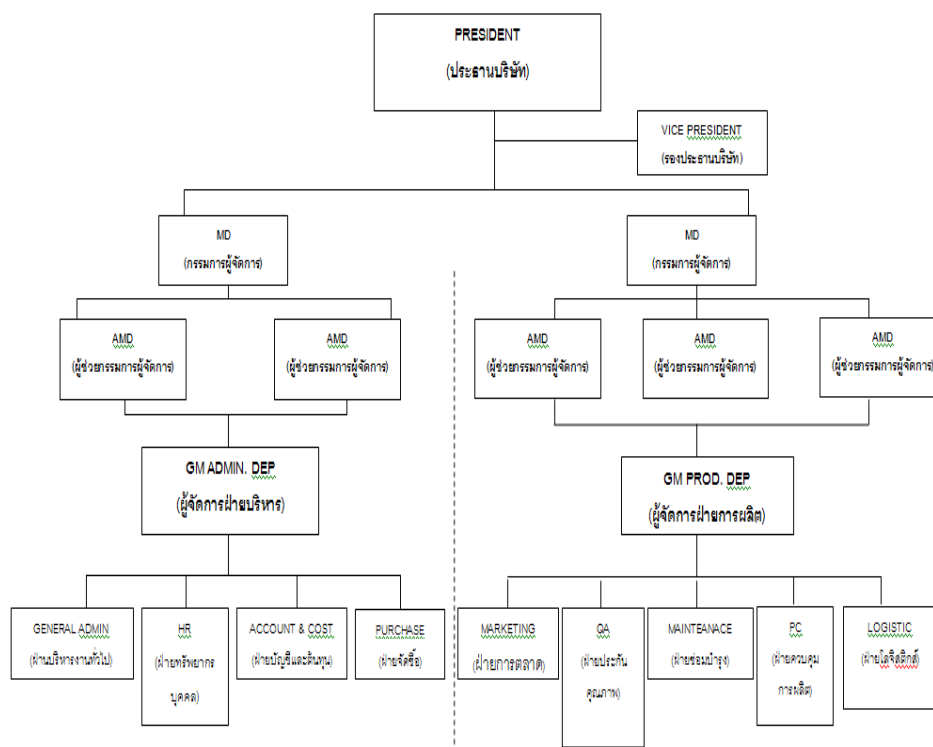 PRESIDENT
(ประธานบริษัท)
VICE PRESIDENT
(รองประธานบริษัท)
MD
(กรรมการผู้จัดการ)
MD
(กรรมการผู้จัดการ)
AMD
(ผู้ช่วยกรรมการผู้จัดการ)
AMD
(ผู้ช่วยกรรมการผู้จัดการ)
AMD
(ผู้ช่วยกรรมการผู้จัดการ)
AMD
(ผู้ช่วยกรรมการผู้จัดการ)
AMD
(ผู้ช่วยกรรมการผู้จัดการ)
GM ADMIN. DEP
(ผู้จัดการฝ่ายบริหาร)
GM PROD. DEP
(ผู้จัดการฝ่ายการผลิต)
GENERAL ADMIN
(ฝ่านบริหารงานทั่วไป)
HR
(ฝ่ายทรัพยากร
บุคคล)
ACCOUNT & COST
(ฝ่ายบัญชีและต้นทุน)
PURCHASE
(ฝ่ายจัดซื้อ)
MARKETING
(ฝ่ายการตลาด)
QA
(ฝ่ายประกัน
คุณภาพ)
MAINTEANACE
(ฝ่ายซ่อมบำรุง)
PC
(ฝ่ายควบคุม
การผลิต)
LOGISTIC
(ฝ่ายโลจิสติกส์)